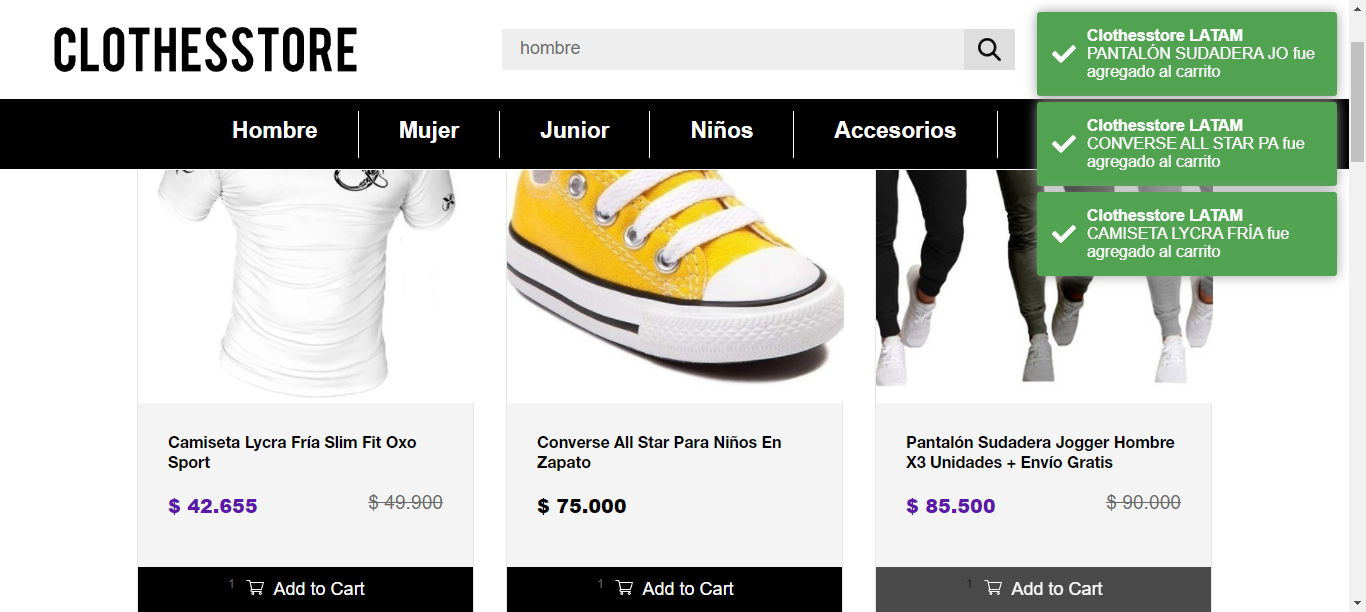 CLOTHESSTORE
hombre
Hombre
Mujer
Junior
Niños
Accesorios
Clothesstore LATAM
PANTALÓN SUDADERA JO fue
agregado al carrito
Clothesstore LATAM
CONVERSE ALL STAR PA fue
agregado al carrito
Clothesstore LATAM
CAMISETA LYCRA FRÍA fue
agregado al carrito
Camiseta Lycra Fría Slim Fit Oxo
Sport
$ 42.655
$ 49.900
1 Add to Cart
Converse All Star Para Niños En
Zapato
$ 75.000
1 Add to Cart
Pantalón Sudadera Jogger Hombre
X3 Unidades + Envío Gratis
$ 85.500
$ 90.000
1 Add to Cart